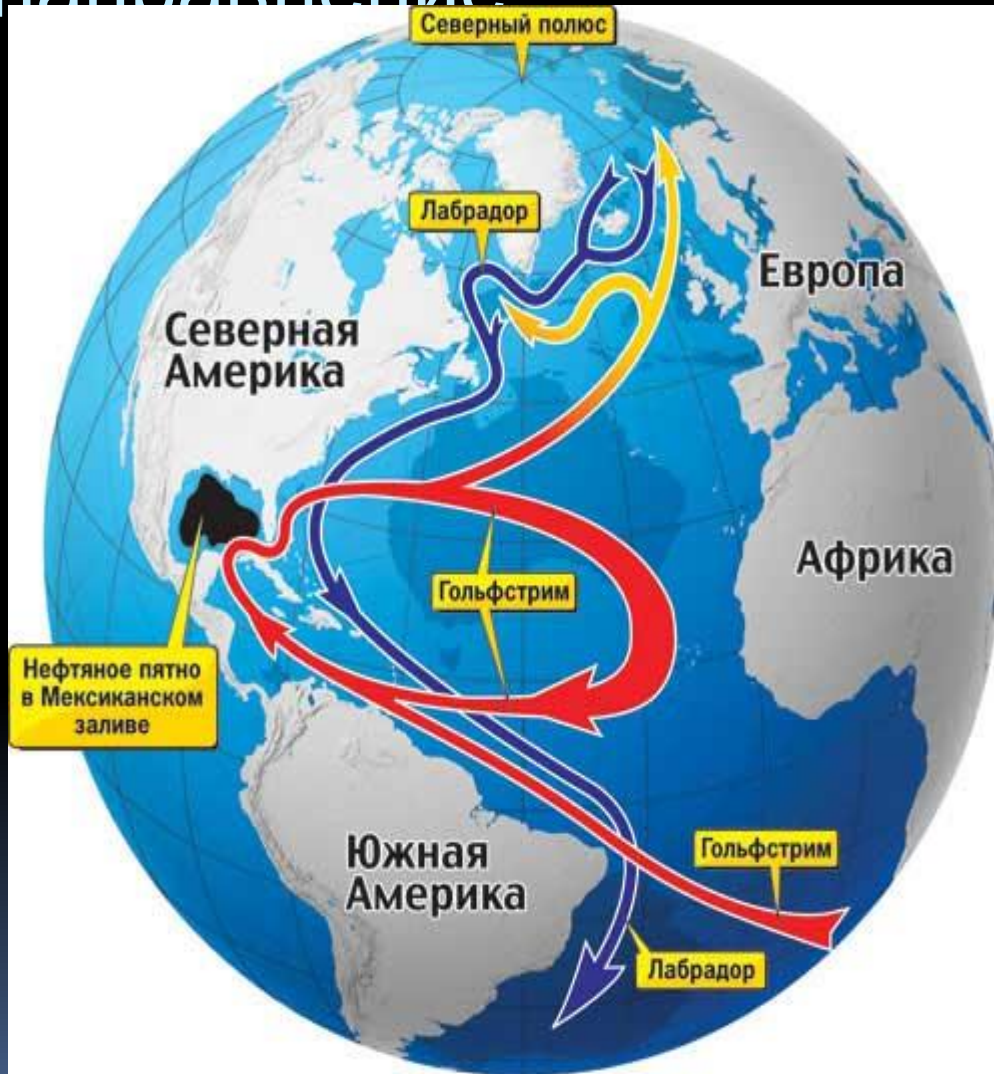 Северный полюс
Лабрадор
Европа
Северная
Америка
Африка
Гольфстрим
Нефтяное пятно
в Мексиканском
заливе
Южная
Америка
Гольфстрим
Лабрадор